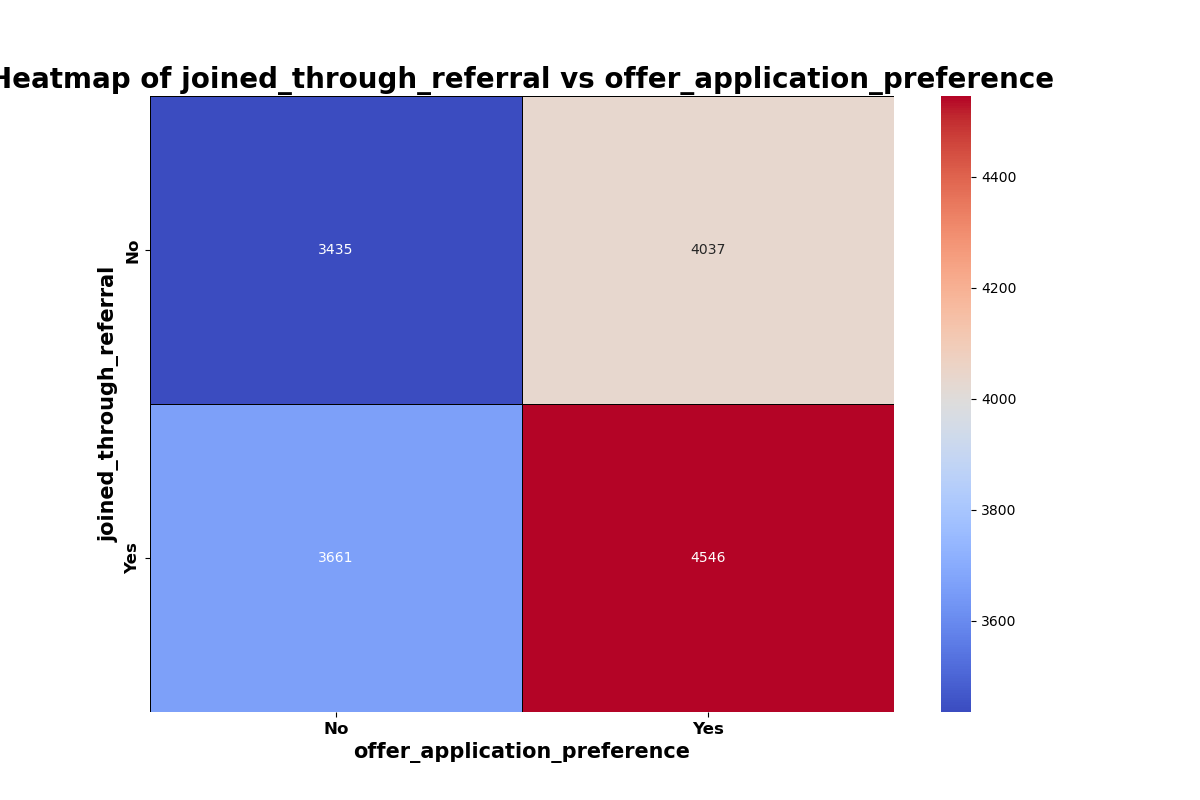 Heatmap of joined_through_referral vs offer_application_preference
joined_through_referral
No
Yes
3435
4037
3661
4546
No
Yes
offer_application_preference
4400
4200
4000
3800
3600